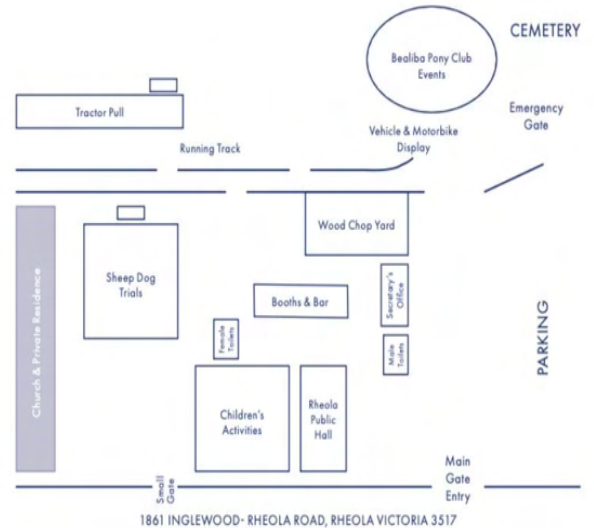 CEMETERY
Bealiba Pony Club
Events
Tractor Pull
Emergency
Gate
Vehicle & Motorbike
Display
Running Track
Wood Chop Yard
Sheep Dog
Trials
Secretary's
Office
Booths & Bar
Church & Private Residence
Female
Toilets
Male
Toilets
PARKING
Children's
Activities
Rheola
Public
Hall
Main
Gate
Entry
Small
Gate
1861 INGLEWOOD- RHEOLA ROAD, RHEOLA VICTORIA 3517